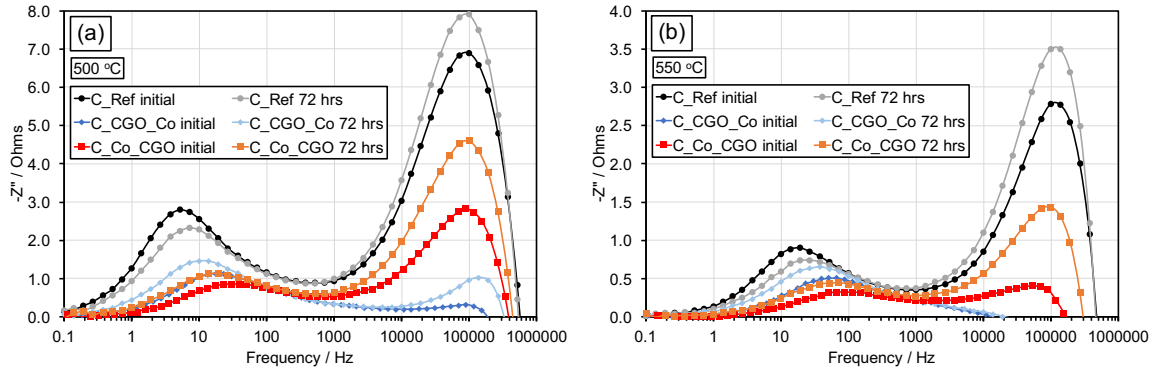 (a)
500 °C
C_Ref initial
C_Ref 72 hrs
C_CGO_Co initial
C_CGO_Co 72 hrs
C_Co_CGO initial
C_Co_CGO 72 hrs
8.0
7.0
6.0
5.0
4.0
3.0
2.0
1.0
0.0
-Z" / Ohms
0.1
1
10
100
1000
10000
100000
1000000
Frequency / Hz
(b)
550 °C
C_Ref initial
C_Ref 72 hrs
C_CGO_Co initial
C_CGO_Co 72 hrs
C_Co_CGO initial
C_Co_CGO 72 hrs
4.0
3.5
3.0
2.5
2.0
1.5
1.0
0.5
0.0
-Z" / Ohms
0.1
1
10
100
1000
10000
100000
1000000
Frequency / Hz